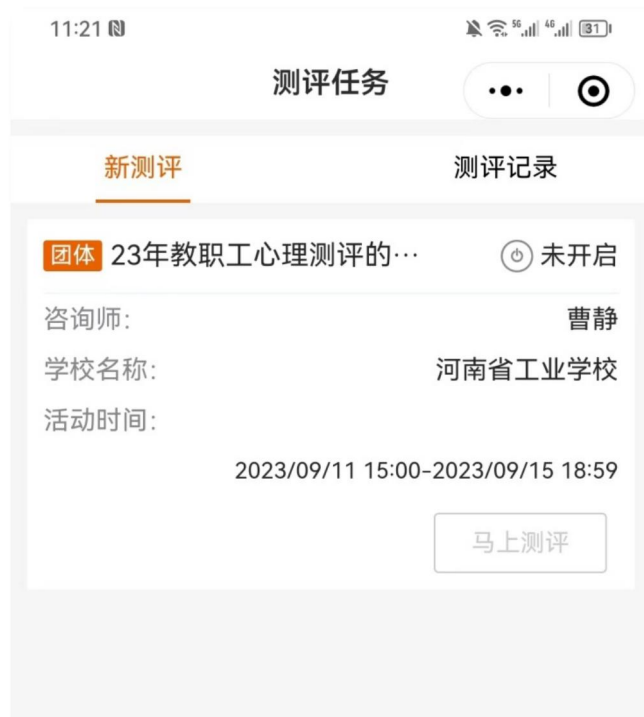 11:21
5G 4G 31
测评任务
新测评 测评记录
团体 23年教职工心理测评的… 未开启
咨询师: 曹静
学校名称: 河南省工业学校
活动时间:
2023/09/11 15:00-2023/09/15 18:59
马上测评